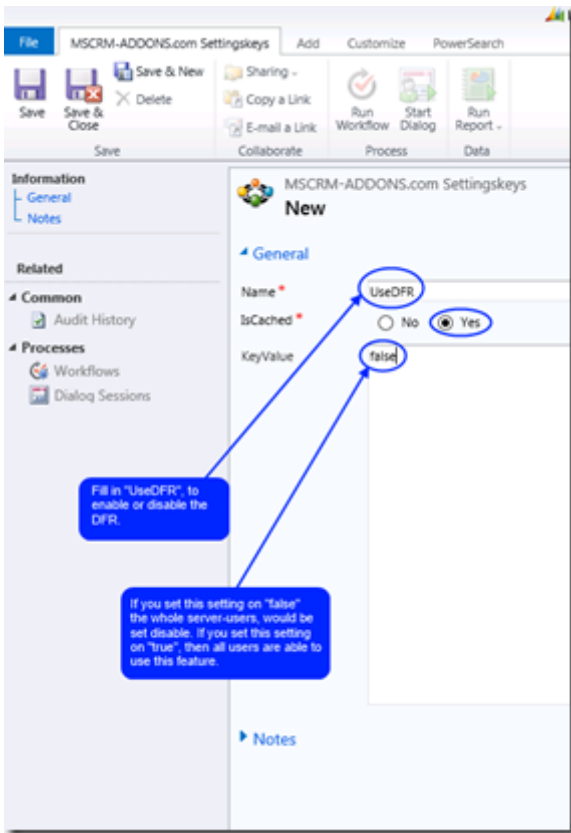 File
MSCRM-ADDONS.com Settingskeys
Add
Customize
PowerSearch
Save
Save & Close
Save & New
Delete
Save
Sharing
Copy a Link
E-mail a Link
Collaborate
Run Workflow
Start Dialog
Process
Run Report
Data
Information
General
Notes
Related
Common
Audit History
Processes
Workflows
Dialog Sessions
MSCRM-ADDONS.com Settingskeys
New
General
Name *
UseDFR
IsCached *
No
Yes
KeyValue
false
Fill in "UseDFR", to
enable or disable the
DFR.
If you set this setting on "false"
the whole server-users, would be
set disable. If you set this setting
on "true", then all users are able to
use this feature.
Notes